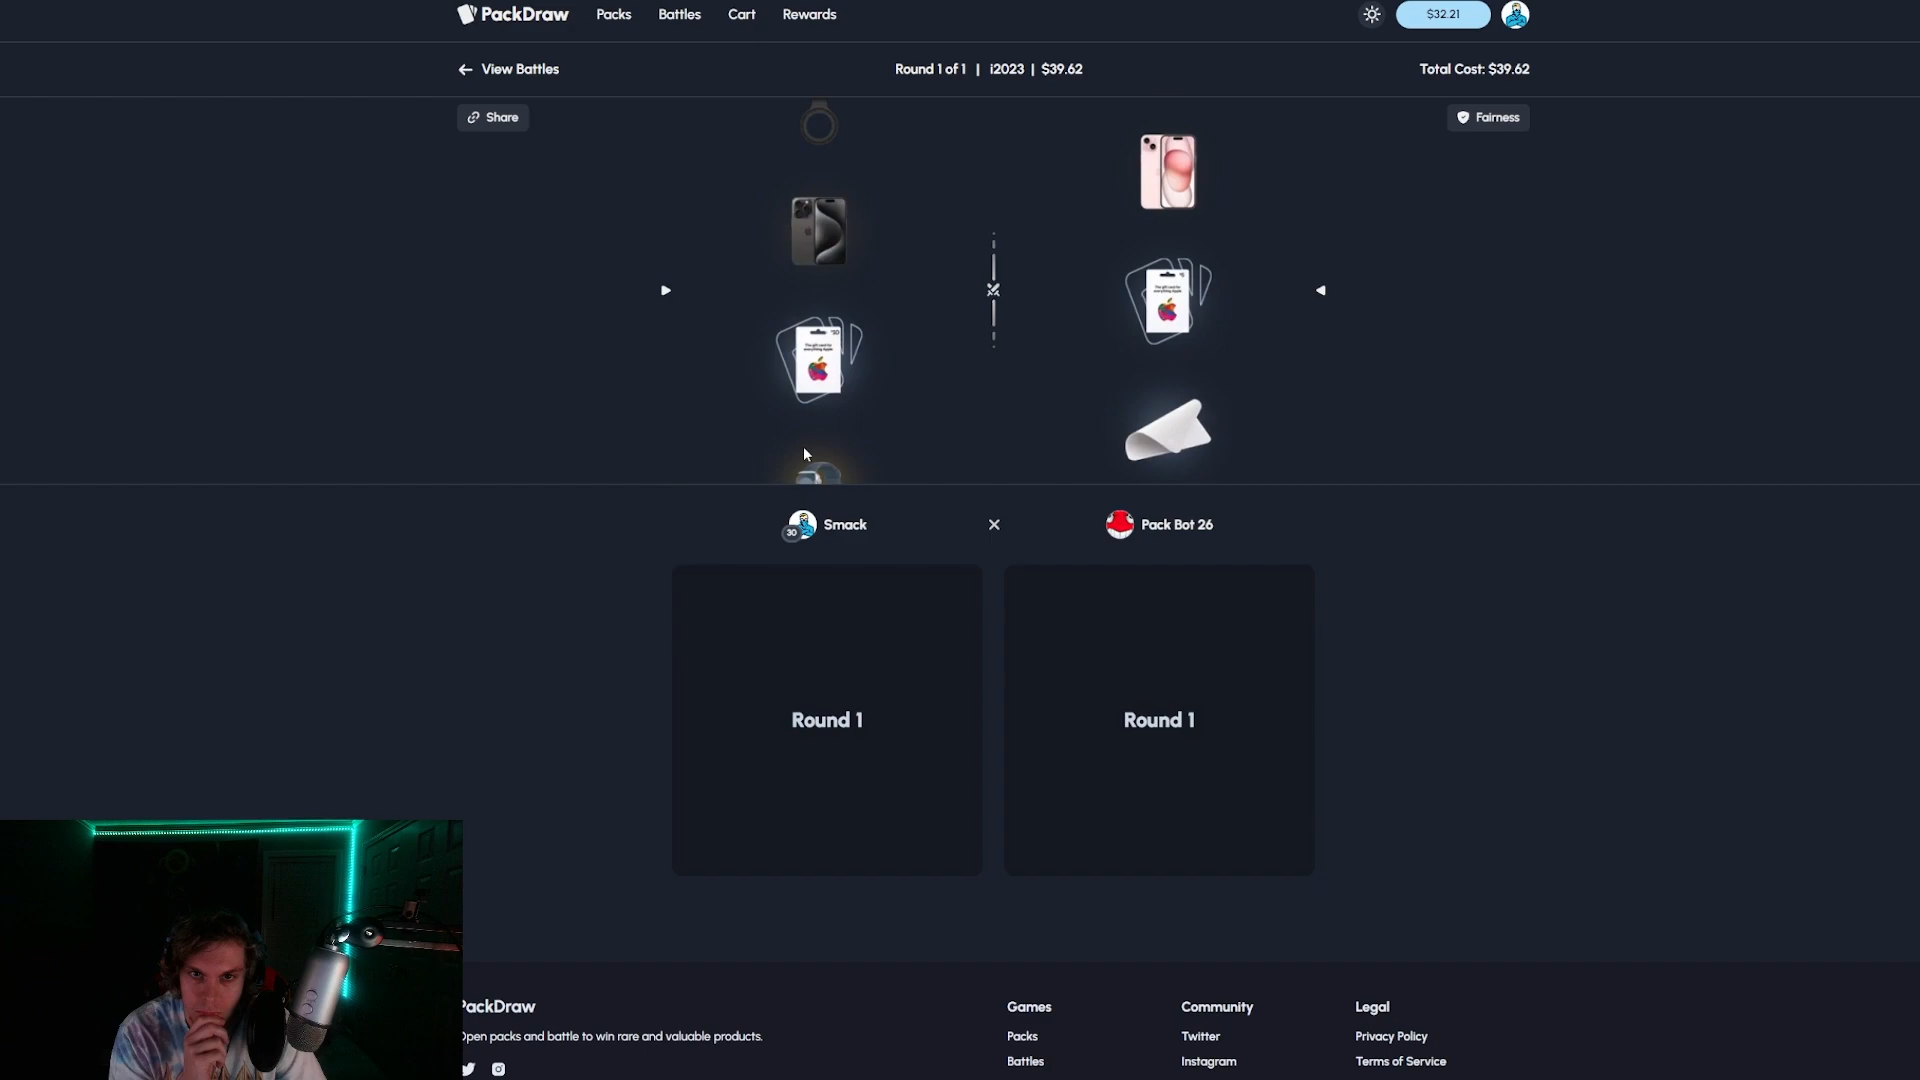 PackDraw
Packs
Battles
Cart
Rewards
$32.21
View Battles
Round 1 of 1 | i2023 | $39.62
Total Cost: $39.62
Share
Fairness
30
Smack
Pack Bot 26
Round 1
Round 1
PackDraw
Games
Community
Legal
Open packs and battle to win rare and valuable products.
Packs
Twitter
Privacy Policy
Battles
Instagram
Terms of Service